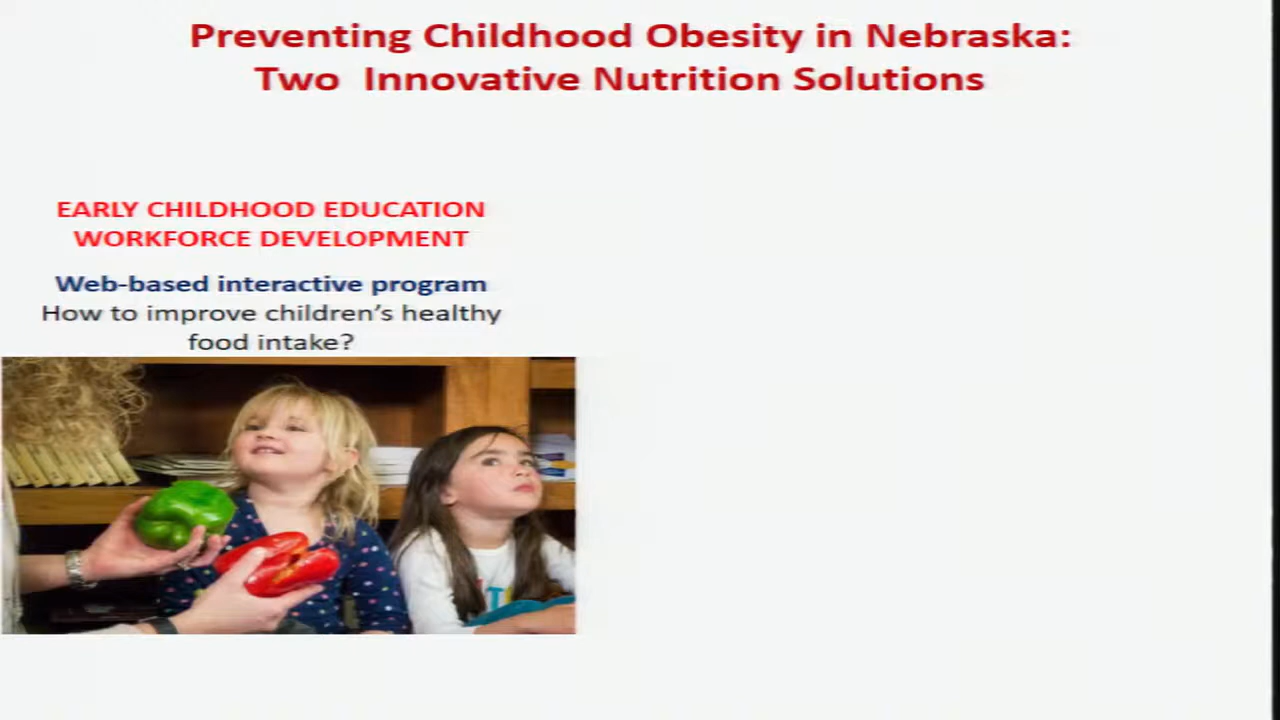 Preventing Childhood Obesity in Nebraska:
Two Innovative Nutrition Solutions
EARLY CHILDHOOD EDUCATION
WORKFORCE DEVELOPMENT
Web-based interactive program
How to improve children’s healthy
food intake?